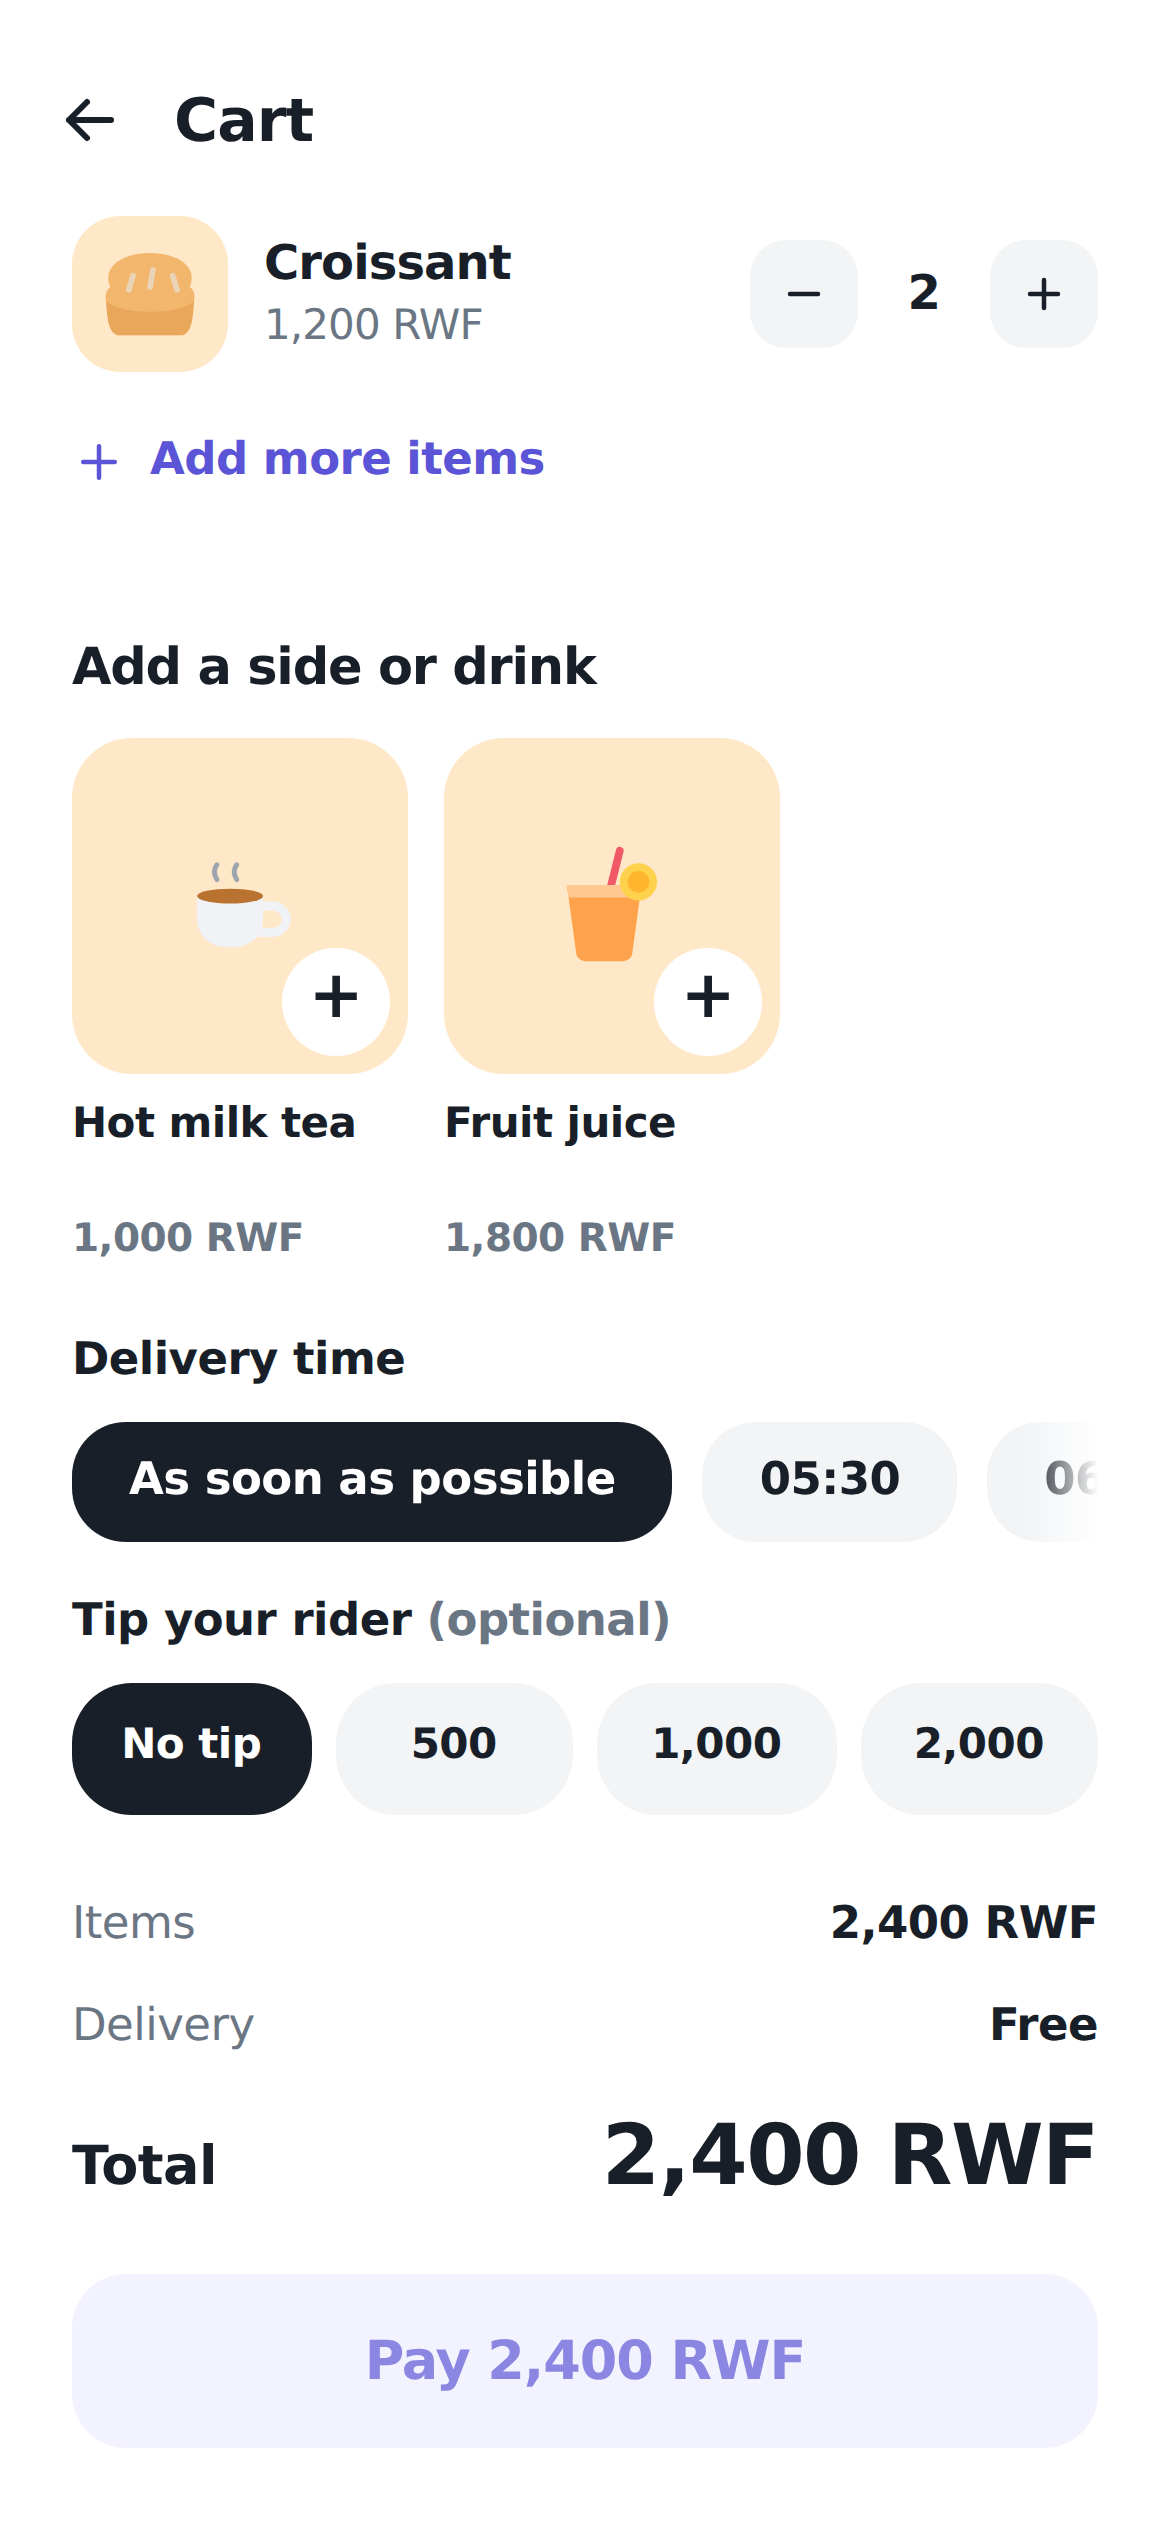 Cart
Croissant
1,200 RWF
2
Add more items
Add a side or drink
Hot milk tea
Fruit juice
1,000 RWF
1,800 RWF
Delivery time
As soon as possible
05:30
Tip your rider (optional)
No tip
500
1,000
2,000
Items
2,400 RWF
Delivery
Free
Total
2,400 RWF
Pay 2,400 RWF